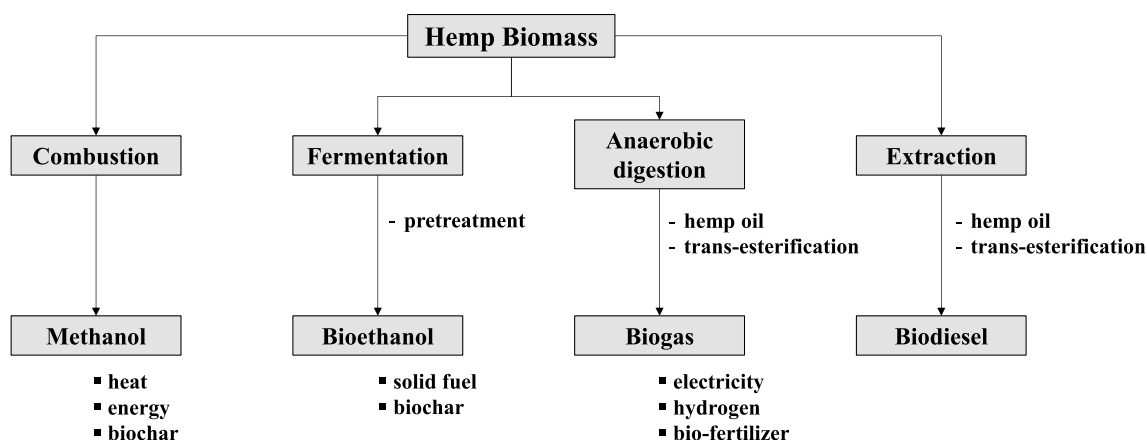 Hemp Biomass
Combustion
Fermentation
Anaerobic
digestion
Extraction
- pretreatment
- hemp oil
- trans-esterification
- hemp oil
- trans-esterification
Methanol
Bioethanol
Biogas
Biodiesel
▪ heat
▪ energy
▪ biochar
▪ solid fuel
▪ biochar
▪ electricity
▪ hydrogen
▪ bio-fertilizer